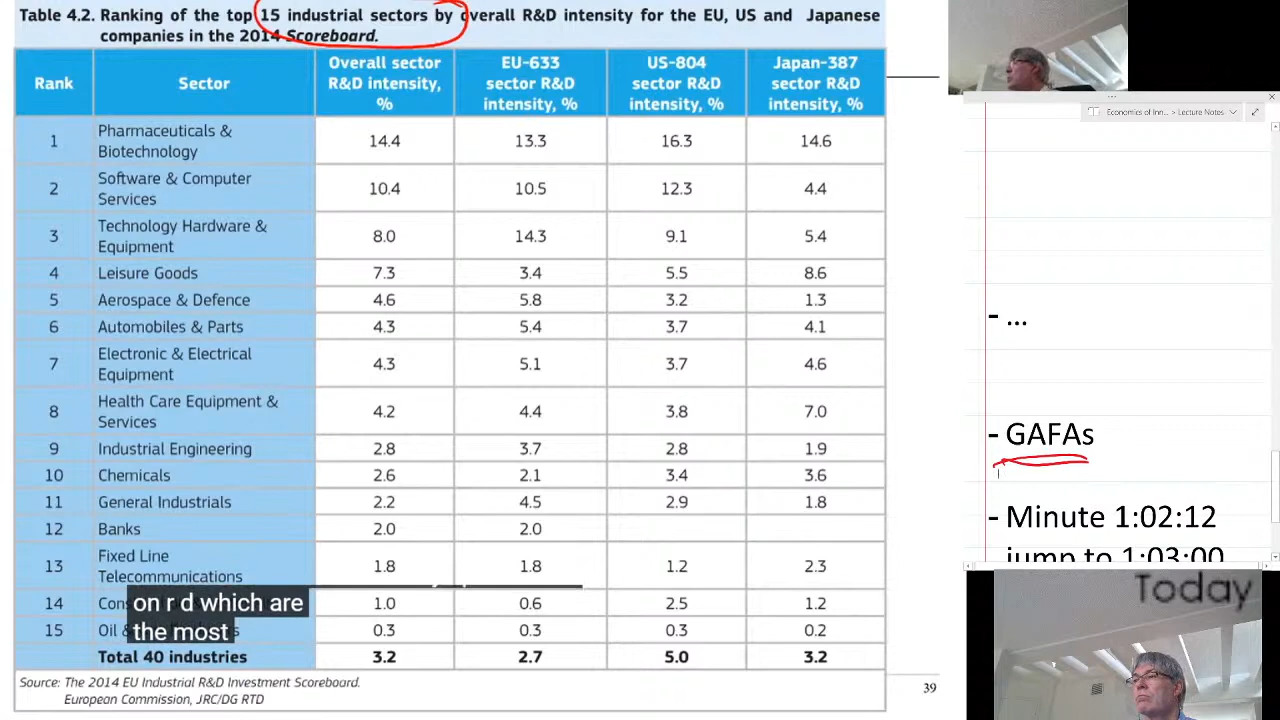 Table 4.2. Ranking of the top 15 industrial sectors by overall R&D intensity for the EU, US and Japanese
companies in the 2014 Scoreboard.
Rank Sector Overall sector R&D intensity, % EU-633 sector R&D intensity, % US-804 sector R&D intensity, % Japan-387 sector R&D intensity, %
1 Pharmaceuticals & Biotechnology 14.4 13.3 16.3 14.6
2 Software & Computer Services 10.4 10.5 12.3 4.4
3 Technology Hardware & Equipment 8.0 14.3 9.1 5.4
4 Leisure Goods 7.3 3.4 5.5 8.6
5 Aerospace & Defence 4.6 5.8 3.2 1.3
6 Automobiles & Parts 4.3 5.4 3.7 4.1
7 Electronic & Electrical Equipment 4.3 5.1 3.7 4.6
8 Health Care Equipment & Services 4.2 4.4 3.8 7.0
9 Industrial Engineering 2.8 3.7 2.8 1.9
10 Chemicals 2.6 2.1 3.4 3.6
11 General Industrials 2.2 4.5 2.9 1.8
12 Banks 2.0 2.0
13 Fixed Line Telecommunications 1.8 1.8 1.2 2.3
14 1.0 0.6 2.5 1.2
15 Oil & 0.3 0.3 0.3 0.2
Total 40 industries 3.2 2.7 5.0 3.2
Source: The 2014 EU Industrial R&D Investment Scoreboard.
European Commission, JRC/DG RTD
39
on r d which are
the most
Economics of Inn... > Lecture Notes
- ...
- GAFAs
- Minute 1:02:12
jump to 1:03:00
Today